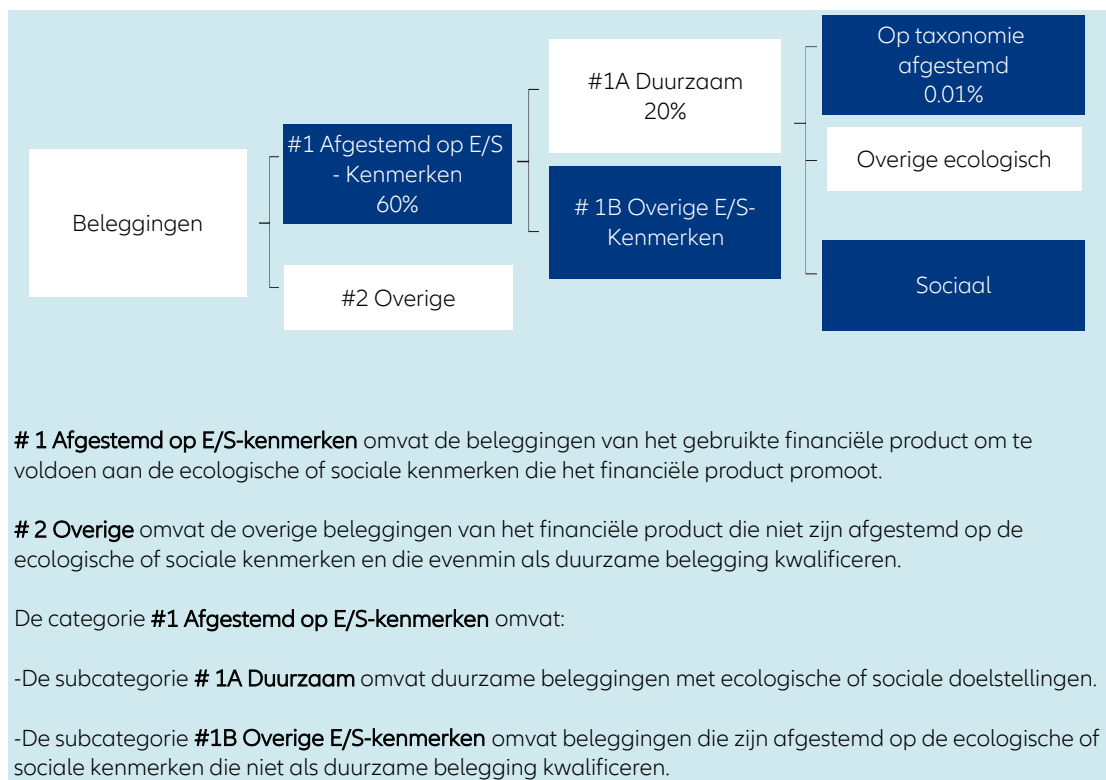 Beleggingen
#1 Afgestemd op E/S
- Kenmerken
60%
#2 Overige
#1A Duurzaam
20%
# 1B Overige E/S-
Kenmerken
Op taxonomie
afgestemd
0.01%
Overige ecologisch
Sociaal
# 1 Afgestemd op E/S-kenmerken omvat de beleggingen van het gebruikte financiële product om te
voldoen aan de ecologische of sociale kenmerken die het financiële product promoot.
# 2 Overige omvat de overige beleggingen van het financiële product die niet zijn afgestemd op de
ecologische of sociale kenmerken en die evenmin als duurzame belegging kwalificeren.
De categorie #1 Afgestemd op E/S-kenmerken omvat:
-De subcategorie # 1A Duurzaam omvat duurzame beleggingen met ecologische of sociale doelstellingen.
-De subcategorie #1B Overige E/S-kenmerken omvat beleggingen die zijn afgestemd op de ecologische of
sociale kenmerken die niet als duurzame belegging kwalificeren.